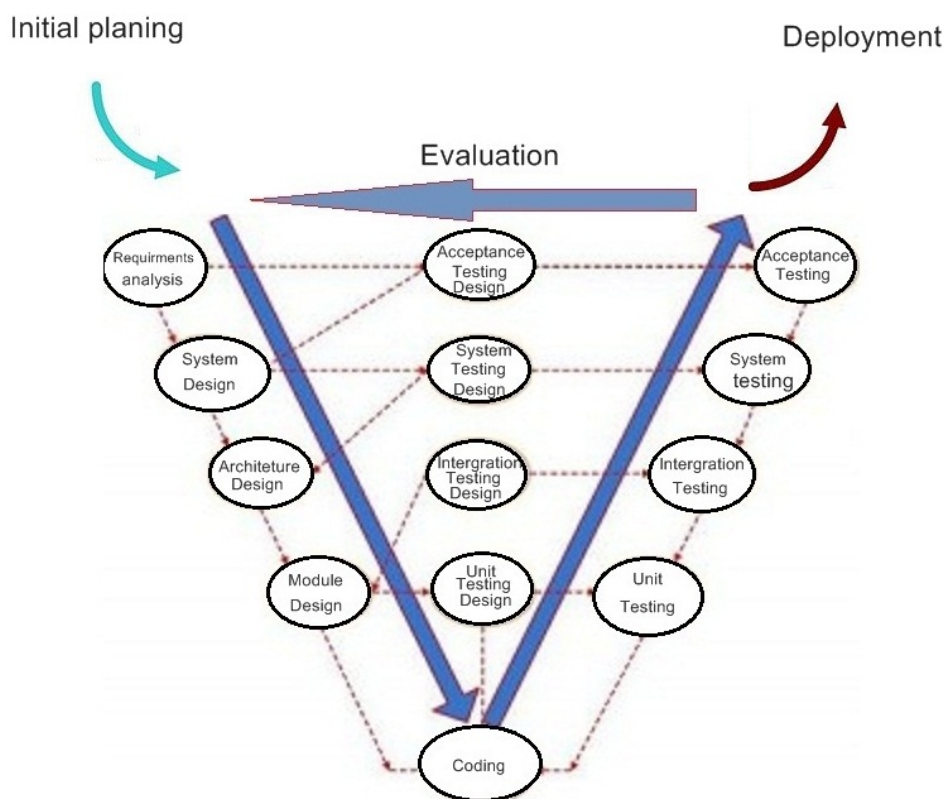 Initial planing
Deployment
Evaluation
Requirments
analysis
Acceptance
Testing
Design
Acceptance
Testing
System
Design
System
Testing
Design
System
testing
Architeture
Design
Intergration
Testing
Design
Intergration
Testing
Module
Design
Unit
Testing
Design
Unit
Testing
Coding